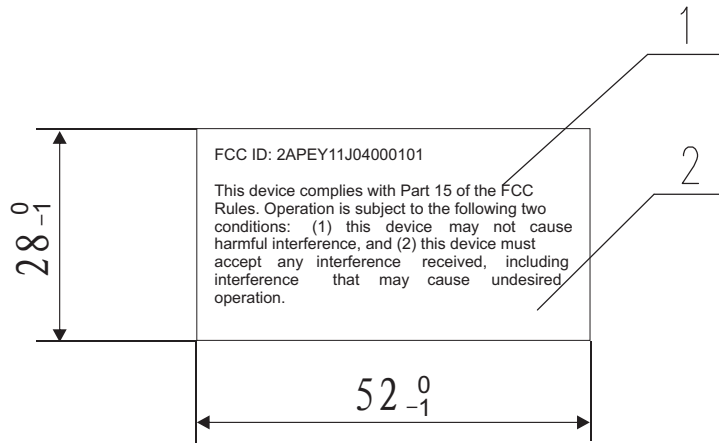 1
FCC ID: 2APEY11J04000101
This device complies with Part 15 of the FCC
Rules. Operation is subject to the following two
conditions: (1) this device may not cause
harmful interference, and (2) this device must
accept any interference received, including
interference that may cause undesired
operation.
2
28 0 -1
52 0 -1